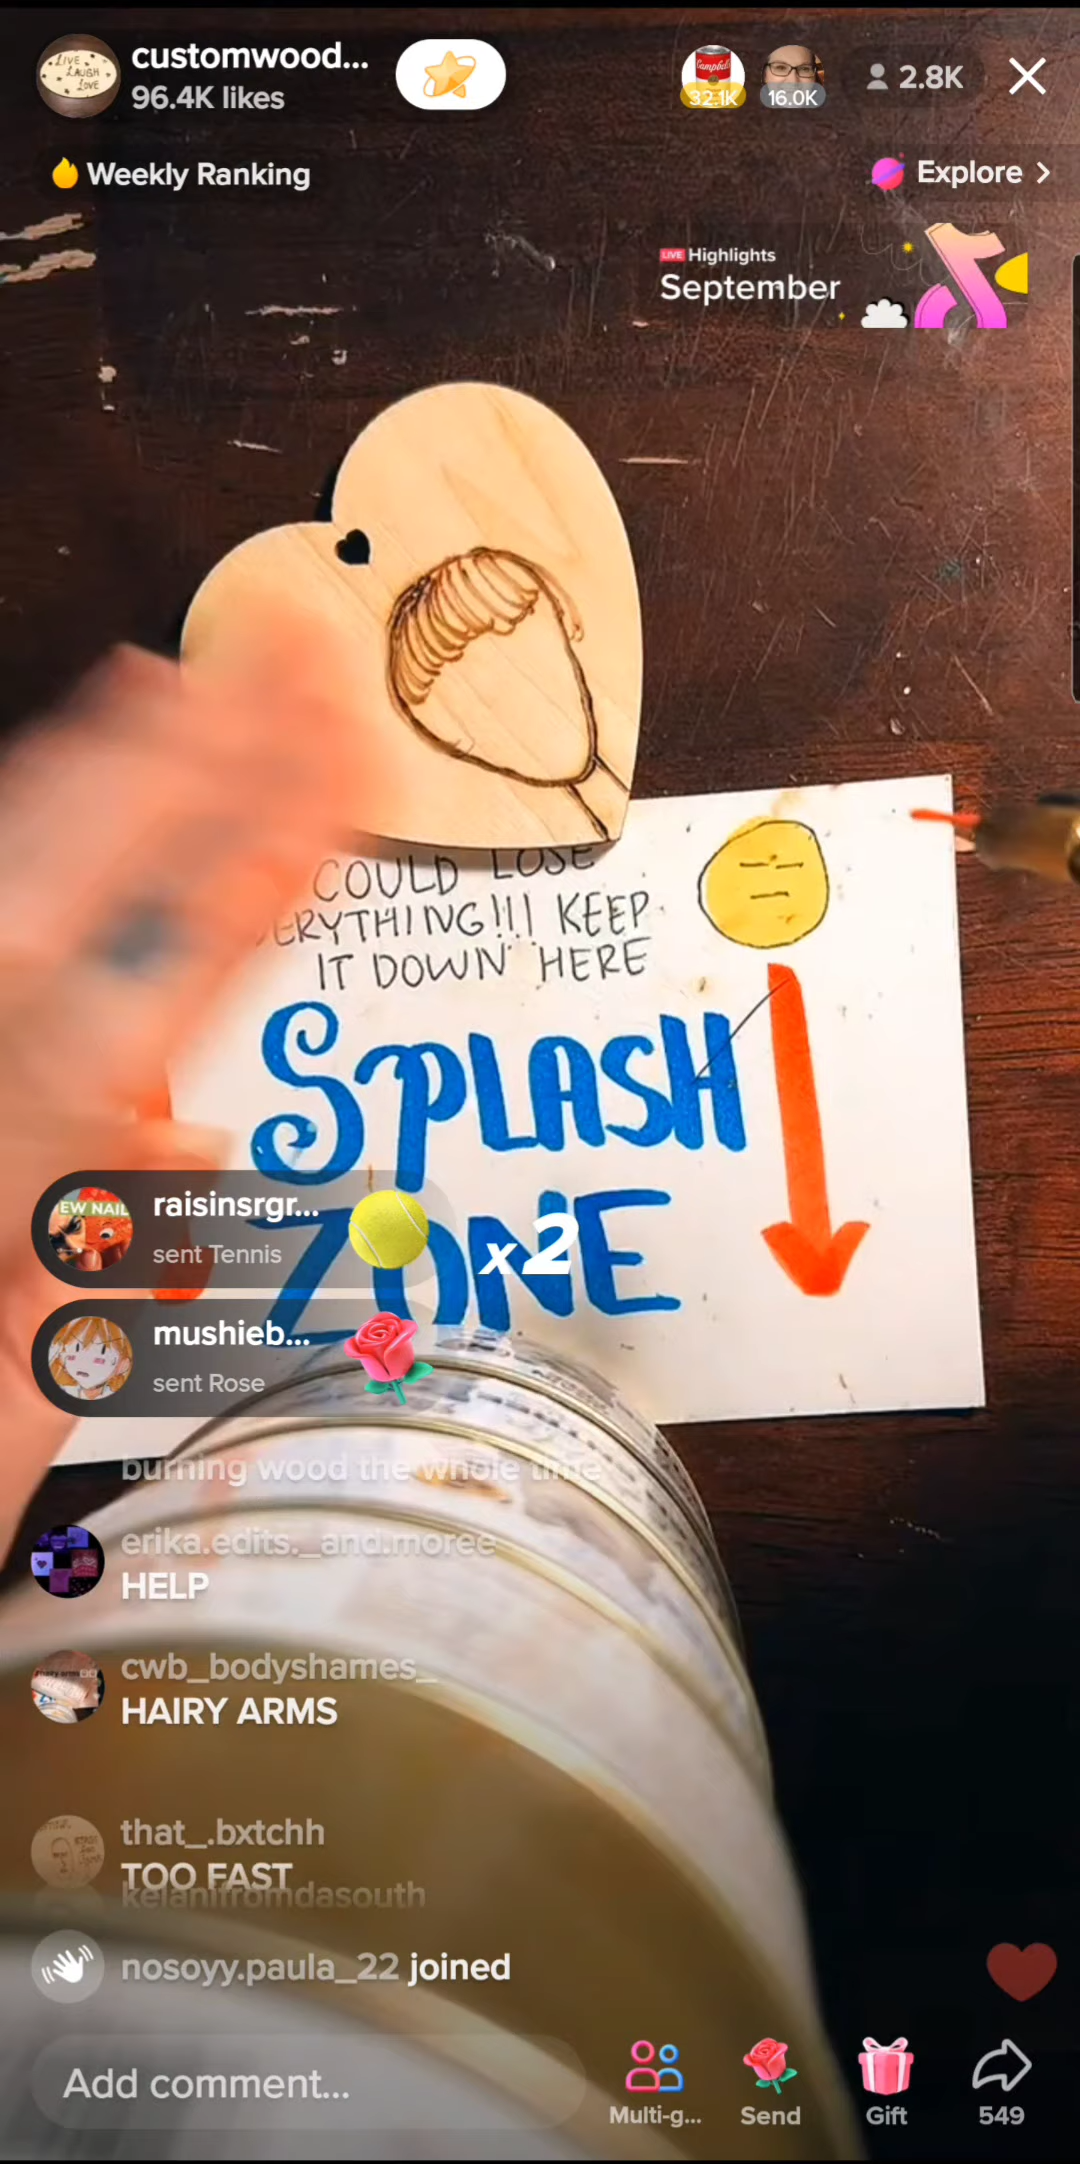 customwood...
96.4K likes
32.1K
16.0K
2.8K
Weekly Ranking
Explore >
LIVE Highlights
September
COULD LOSE
ERYTHING!!! KEEP
IT DOWN HERE
SPLASH
ZONE
EW NAIL
raisinsrgr...
sent Tennis
x2
mushieb...
sent Rose
burning wood the whole time
erika.edits._and.moree
HELP
cwb_bodyshames_
HAIRY ARMS
that_.bxtchh
TOO FAST
kelanifromdasouth
nosoyy.paula_22 joined
Add comment...
Multi-g...
Send
Gift
549